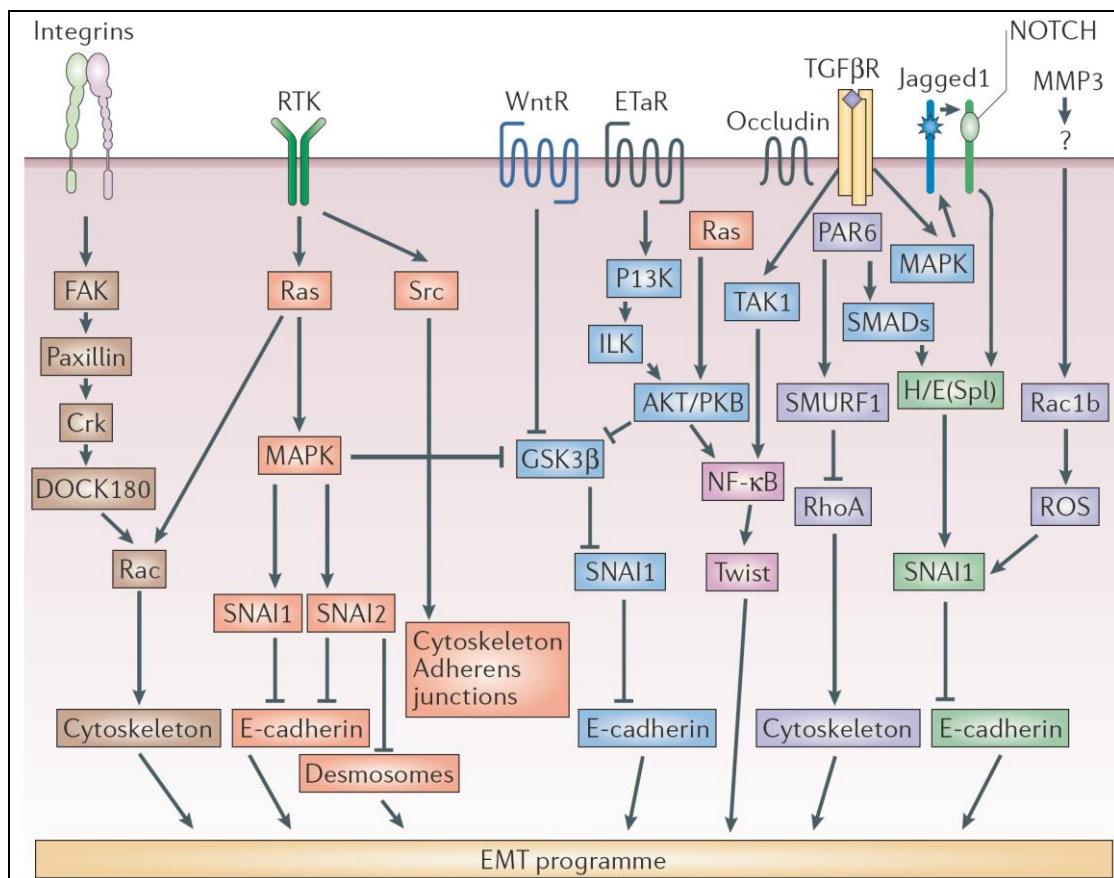 Integrins
NOTCH
TGFβR
Jagged1
MMP3
RTK
WntR
ETaR
Occludin
?
Ras
PAR6
MAPK
P13K
FAK
Ras
Src
TAK1
SMADs
ILK
Paxillin
AKT/PKB
SMURF1
H/E(Spl)
Rac1b
Crk
MAPK
GSK3β
NF-κB
DOCK180
RhoA
ROS
Rac
SNAI1
Twist
SNAI1
SNAI1
SNAI2
Cytoskeleton
Adherens
junctions
Cytoskeleton
E-cadherin
E-cadherin
Cytoskeleton
E-cadherin
Desmosomes
EMT programme